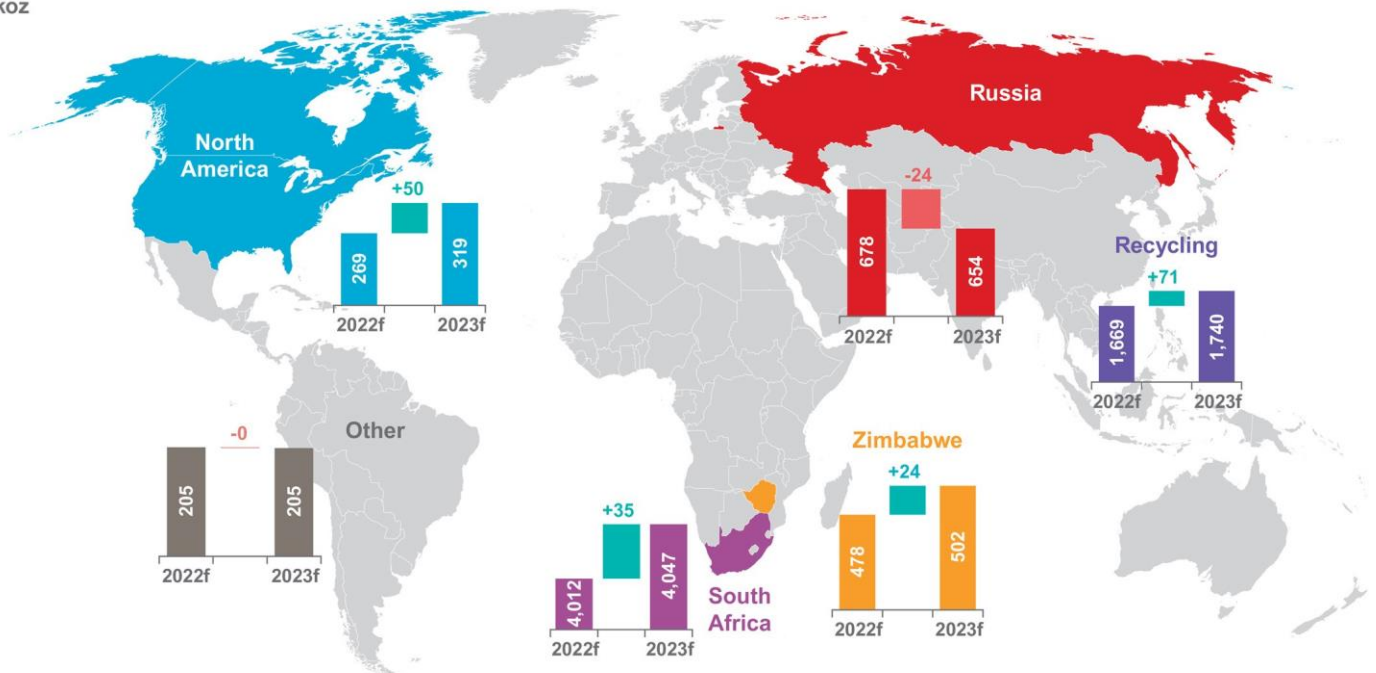 koz
North
America
+50
269
319
2022f
2023f
Russia
-24
678
654
2022f
2023f
Recycling
+71
1,669
1,740
2022f
2023f
Other
-0
205
205
2022f
2023f
Zimbabwe
+24
478
502
2022f
2023f
+35
4,012
4,047
2022f
2023f
South
Africa